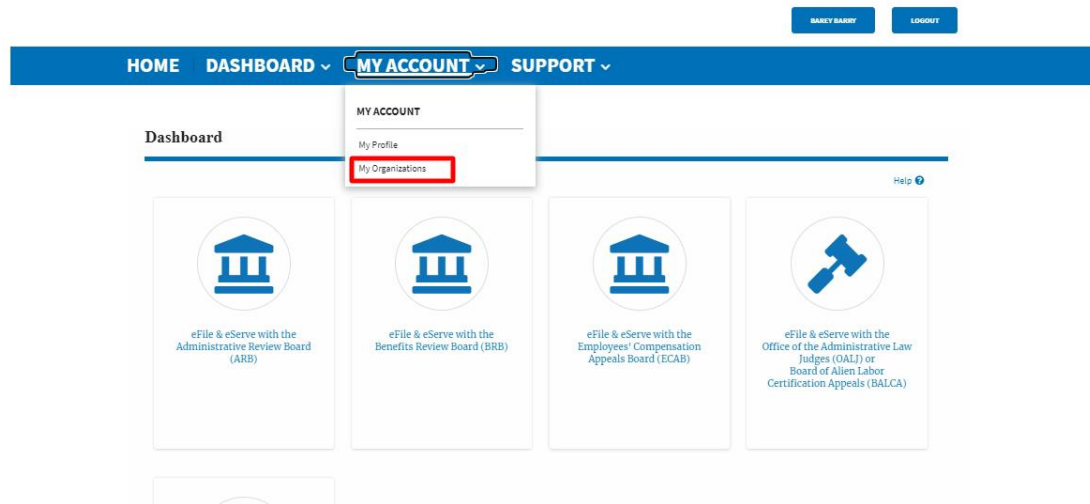 BAREY BARRY
LOGOUT
HOME
DASHBOARD
MY ACCOUNT
SUPPORT
MY ACCOUNT
My Profile
My Organizations
Dashboard
Help
eFile & eServe with the
Administrative Review Board
(ARB)
eFile & eServe with the
Benefits Review Board (BRB)
eFile & eServe with the
Employees' Compensation
Appeals Board (ECAB)
eFile & eServe with the
Office of the Administrative Law
Judges (OALJ) or
Board of Alien Labor
Certification Appeals (BALCA)